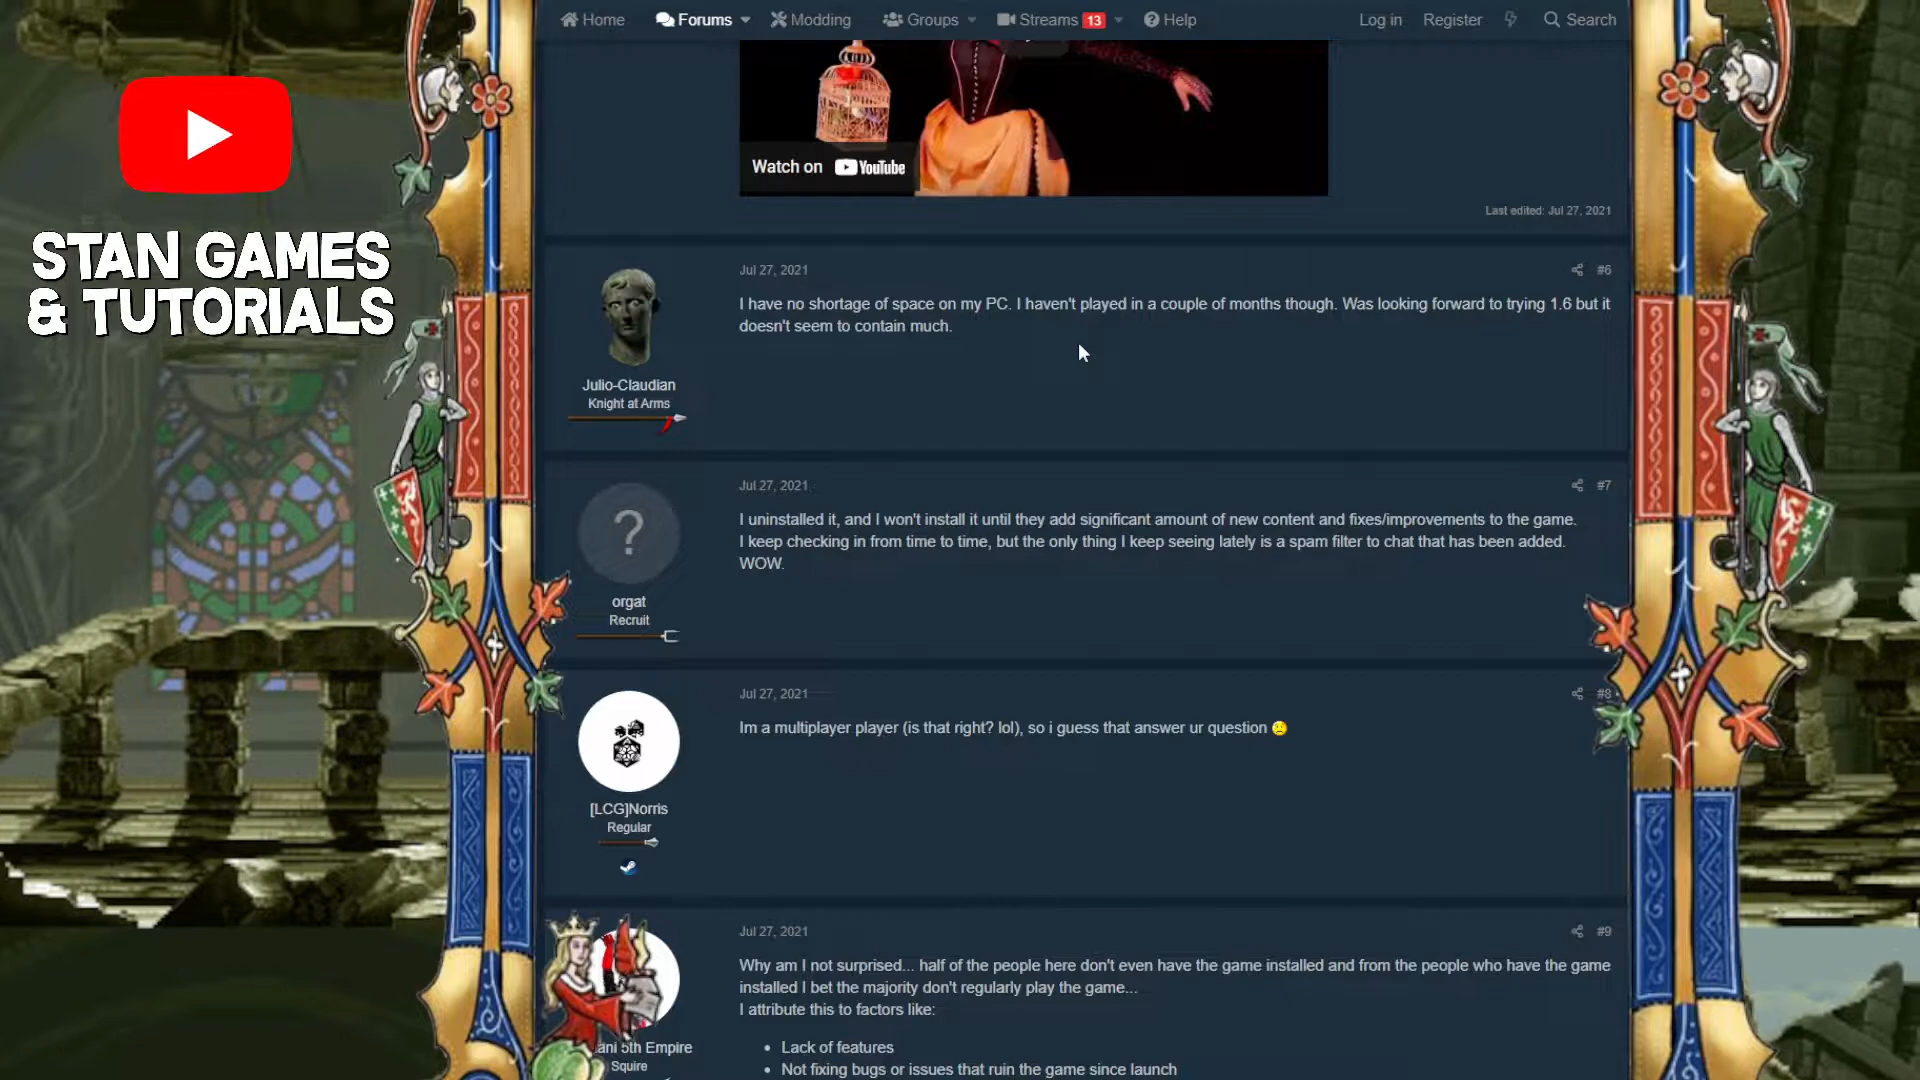 Home
Forums
Modding
Groups
Streams 13
Help
Log in
Register
Search
STAN GAMES
& TUTORIALS
Watch on YouTube
Last edited: Jul 27, 2021
Jul 27, 2021
#6
I have no shortage of space on my PC. I haven't played in a couple of months though. Was looking forward to trying 1.6 but it
doesn't seem to contain much.
Julio-Claudian
Knight at Arms
Jul 27, 2021
#7
I uninstalled it, and I won't install it until they add significant amount of new content and fixes/improvements to the game.
I keep checking in from time to time, but the only thing I keep seeing lately is a spam filter to chat that has been added.
WOW.
?
orgat
Recruit
Jul 27, 2021
#8
Im a multiplayer player (is that right? lol), so i guess that answer ur question
[LCG]Norris
Regular
Jul 27, 2021
#9
Why am I not surprised... half of the people here don't even have the game installed and from the people who have the game
installed I bet the majority don't regularly play the game...
I attribute this to factors like:
5th Empire
Squire
• Lack of features
• Not fixing bugs or issues that ruin the game since launch